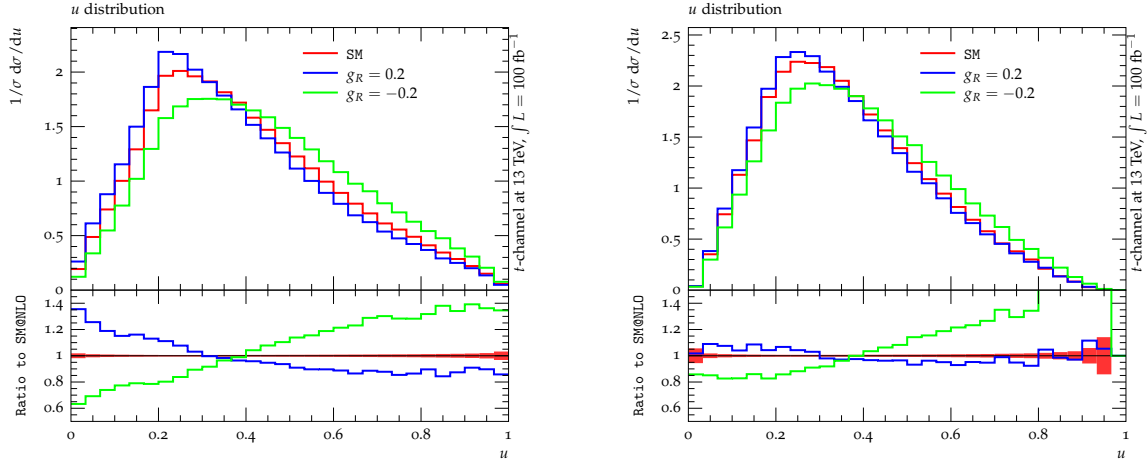 u distribution
SM
g_R = 0.2
g_R = −0.2
0
0.5
1
1.5
2
1/σ dσ/du
t-channel at 13 TeV, ∫ L = 100 fb⁻¹
0
0.2
0.4
0.6
0.8
1
0.6
0.8
1
1.2
1.4
u
Ratio to SM@NLO
u distribution
SM
g_R = 0.2
g_R = −0.2
0
0.5
1
1.5
2
2.5
1/σ dσ/du
t-channel at 13 TeV, ∫ L = 100 fb⁻¹
0
0.2
0.4
0.6
0.8
1
0.6
0.8
1
1.2
1.4
u
Ratio to SM@NLO